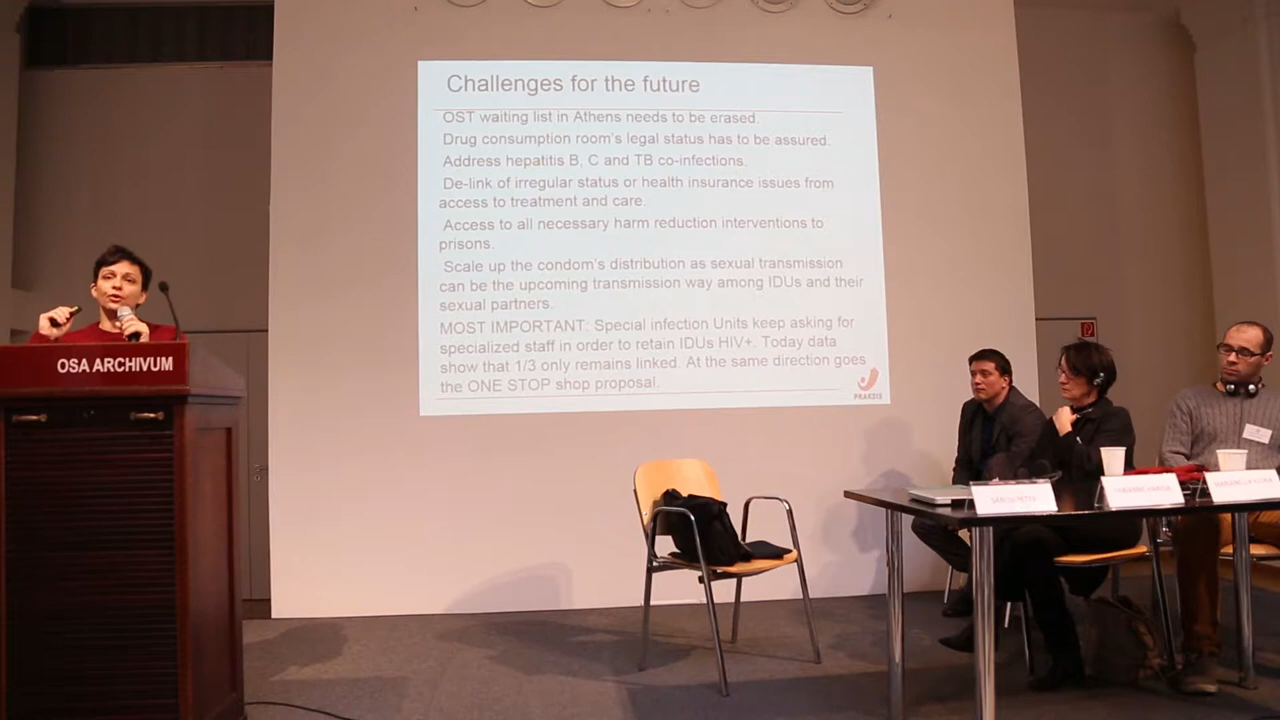 Challenges for the future
OST waiting list in Athens needs to be erased.
Drug consumption room's legal status has to be assured.
Address hepatitis B, C and TB co-infections.
De-link of irregular status or health insurance issues from
access to treatment and care.
Access to all necessary harm reduction interventions to
prisons.
Scale up the condom's distribution as sexual transmission
can be the upcoming transmission way among IDUs and their
sexual partners.
MOST IMPORTANT: Special infection Units keep asking for
specialized staff in order to retain IDUs HIV+. Today data
show that 1/3 only remains linked. At the same direction goes
the ONE STOP shop proposal.
PRAKSIS
OSA ARCHIVUM